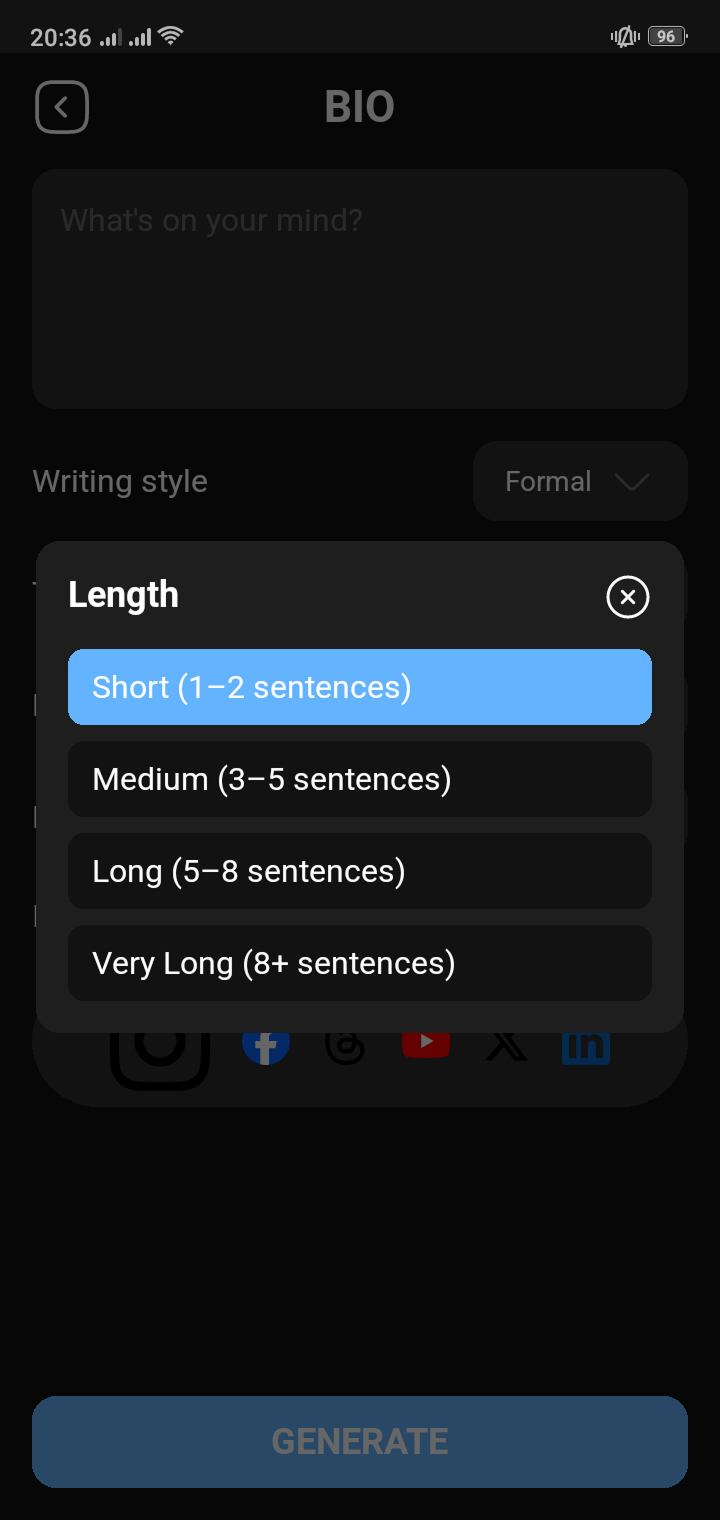 20:36
96
BIO
What's on your mind?
Writing style
Formal
Length
Short (1–2 sentences)
Medium (3–5 sentences)
Long (5–8 sentences)
Very Long (8+ sentences)
GENERATE